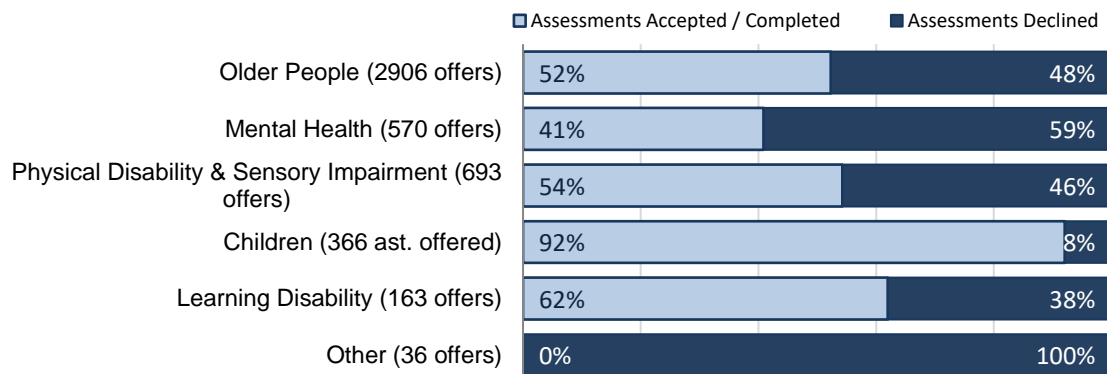 Assessments Accepted / Completed Assessments Declined
Older People (2906 offers) 52% 48%
Mental Health (570 offers) 41% 59%
Physical Disability & Sensory Impairment (693
offers) 54% 46%
Children (366 ast. offered) 92% 8%
Learning Disability (163 offers) 62% 38%
Other (36 offers) 0% 100%